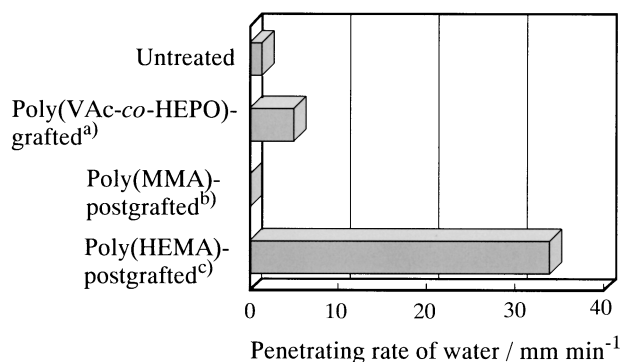 Untreated
Poly(VAc-co-HEPO)-
grafted a)
Poly(MMA)-
postgrafted b)
Poly(HEMA)-
postgrafted c)
0 10 20 30 40
Penetrating rate of water / mm min-1